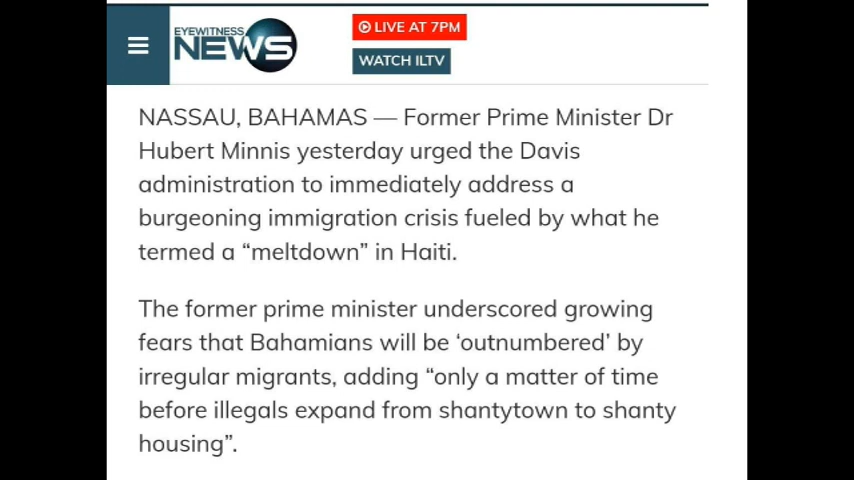 EYEWITNESS
NEWS
LIVE AT 7PM
WATCH ILTV
NASSAU, BAHAMAS — Former Prime Minister Dr
Hubert Minnis yesterday urged the Davis
administration to immediately address a
burgeoning immigration crisis fueled by what he
termed a “meltdown” in Haiti.
The former prime minister underscored growing
fears that Bahamians will be ‘outnumbered’ by
irregular migrants, adding “only a matter of time
before illegals expand from shantytown to shanty
housing”.